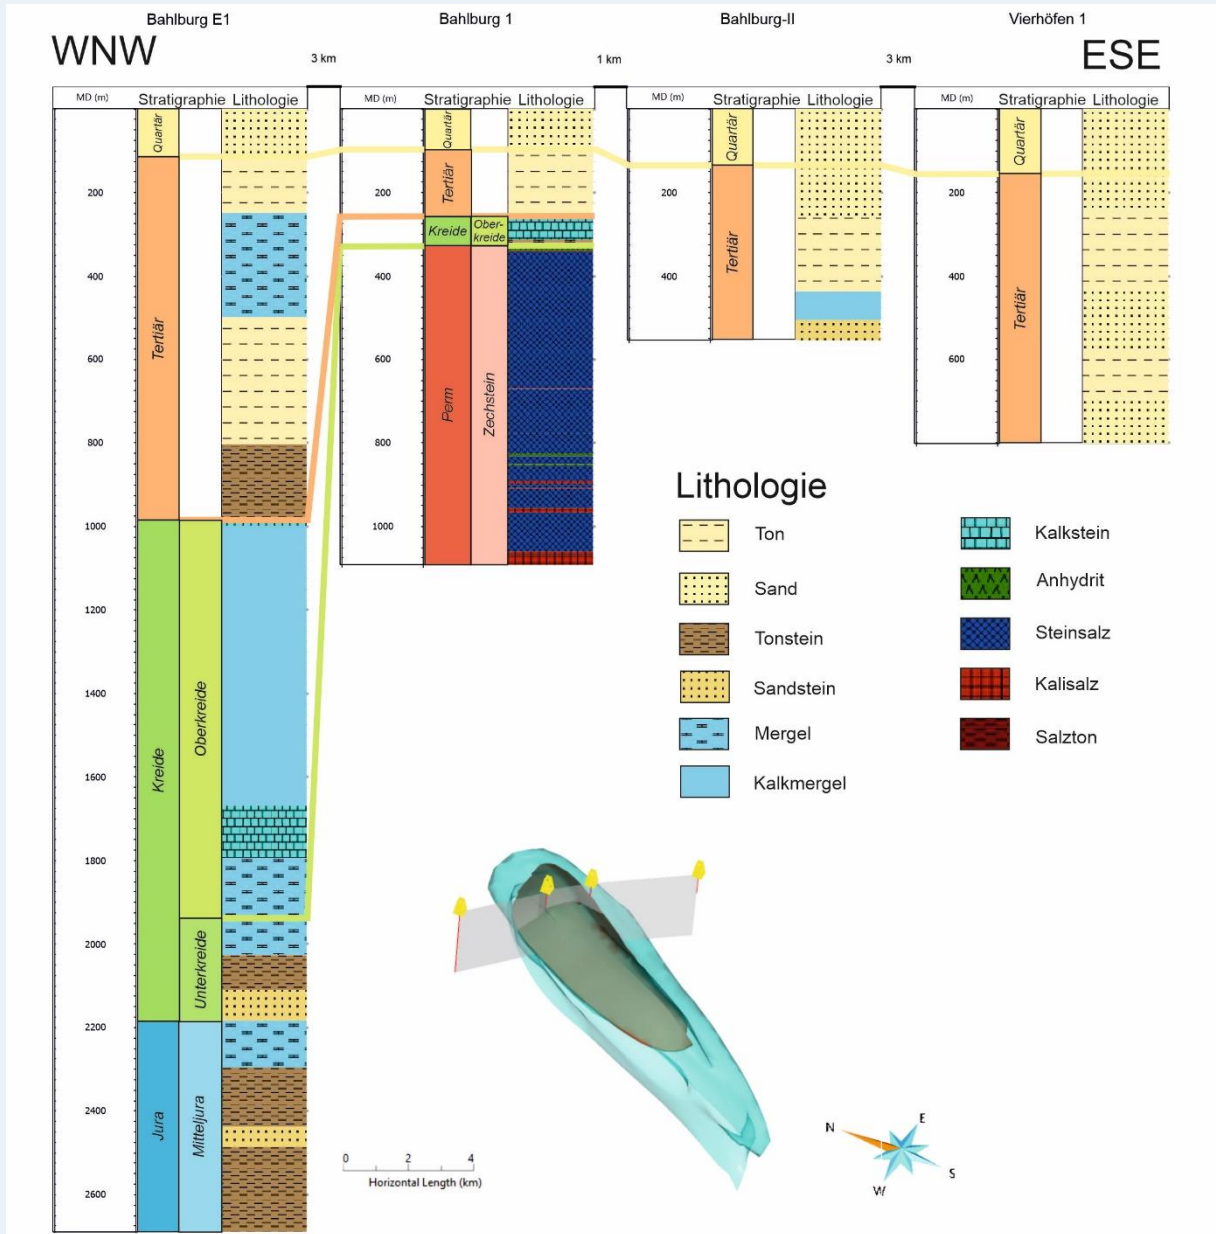 Bahlburg E1 Bahlburg 1 Bahlburg-II Vierhöfen 1
WNW 3 km 1 km 3 km ESE
MD (m) Stratigraphie Lithologie MD (m) Stratigraphie Lithologie MD (m) Stratigraphie Lithologie MD (m) Stratigraphie Lithologie
Quartär
Tertiär
Kreide
Oberkreide
Unterkreide
Jura
Mitteljura
200
400
600
800
1000
1200
1400
1600
1800
2000
2200
2400
2600
Quartär
Tertiär
Kreide
Ober-
kreide
Perm
Zechstein
200
400
600
800
1000
Quartär
Tertiär
200
400
Quartär
Tertiär
200
400
600
Lithologie
Ton
Sand
Tonstein
Sandstein
Mergel
Kalkmergel
Kalkstein
Anhydrit
Steinsalz
Kalisalz
Salzton
0 2 4
Horizontal Length (km)
N
E
S
W